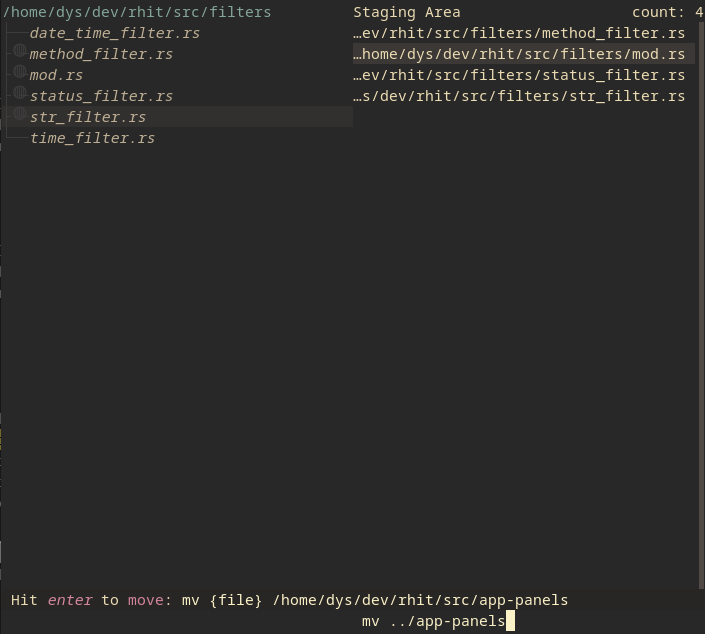 /home/dys/dev/rhit/src/filters
date_time_filter.rs
method_filter.rs
mod.rs
status_filter.rs
str_filter.rs
time_filter.rs
Staging Area count: 4
…ev/rhit/src/filters/method_filter.rs
…home/dys/dev/rhit/src/filters/mod.rs
…ev/rhit/src/filters/status_filter.rs
…s/dev/rhit/src/filters/str_filter.rs
Hit enter to move: mv {file} /home/dys/dev/rhit/src/app-panels
mv ../app-panels